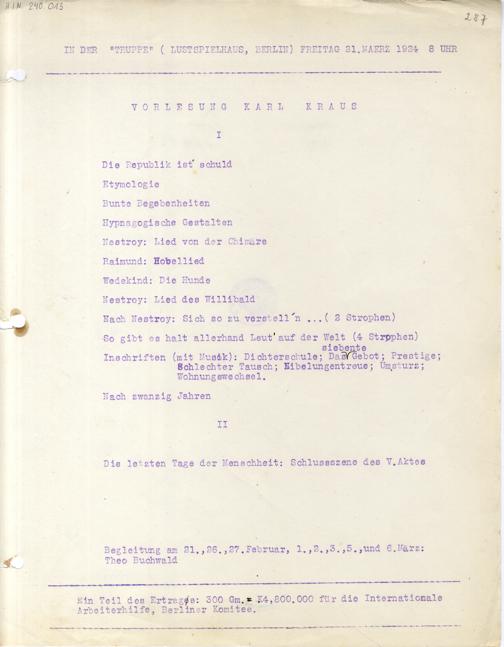 H.I.N. 240.013
287
IN DER "TRUPPE" ( LUSTSPIELHAUS, BERLIN) FREITAG 21.MAERZ 1924 8 UHR
VORLESUNG KARL KRAUS
I
Die Republik ist schuld
Etymologie
Bunte Begebenheiten
Hypnagogische Gestalten
Nestroy: Lied von der Chimäre
Raimund: Hobellied
Wedekind: Die Hunde
Nestroy: Lied des Willibald
Nach Nestroy: Sich so zu verstell'n ...( 2 Strophen)
So gibt es halt allerhand Leut'auf der Welt (4 Strophen)
siebente
Inschriften (mit Musik): Dichterschule; Das Gebot; Prestige;
Schlechter Tausch; Nibelungentreue; Umsturz;
Wohnungswechsel.
Nach zwanzig Jahren
II
Die letzten Tage der Menschheit: Schlussszene des V.Aktes
Begleitung am 21.,26.,27.Februar, 1.,2.,3.,5.,und 6.März:
Theo Buchwald
Ein Teil des Ertrages: 300 Gm.= K4,800.000 für die Internationale
Arbeiterhilfe, Berliner Komitee.